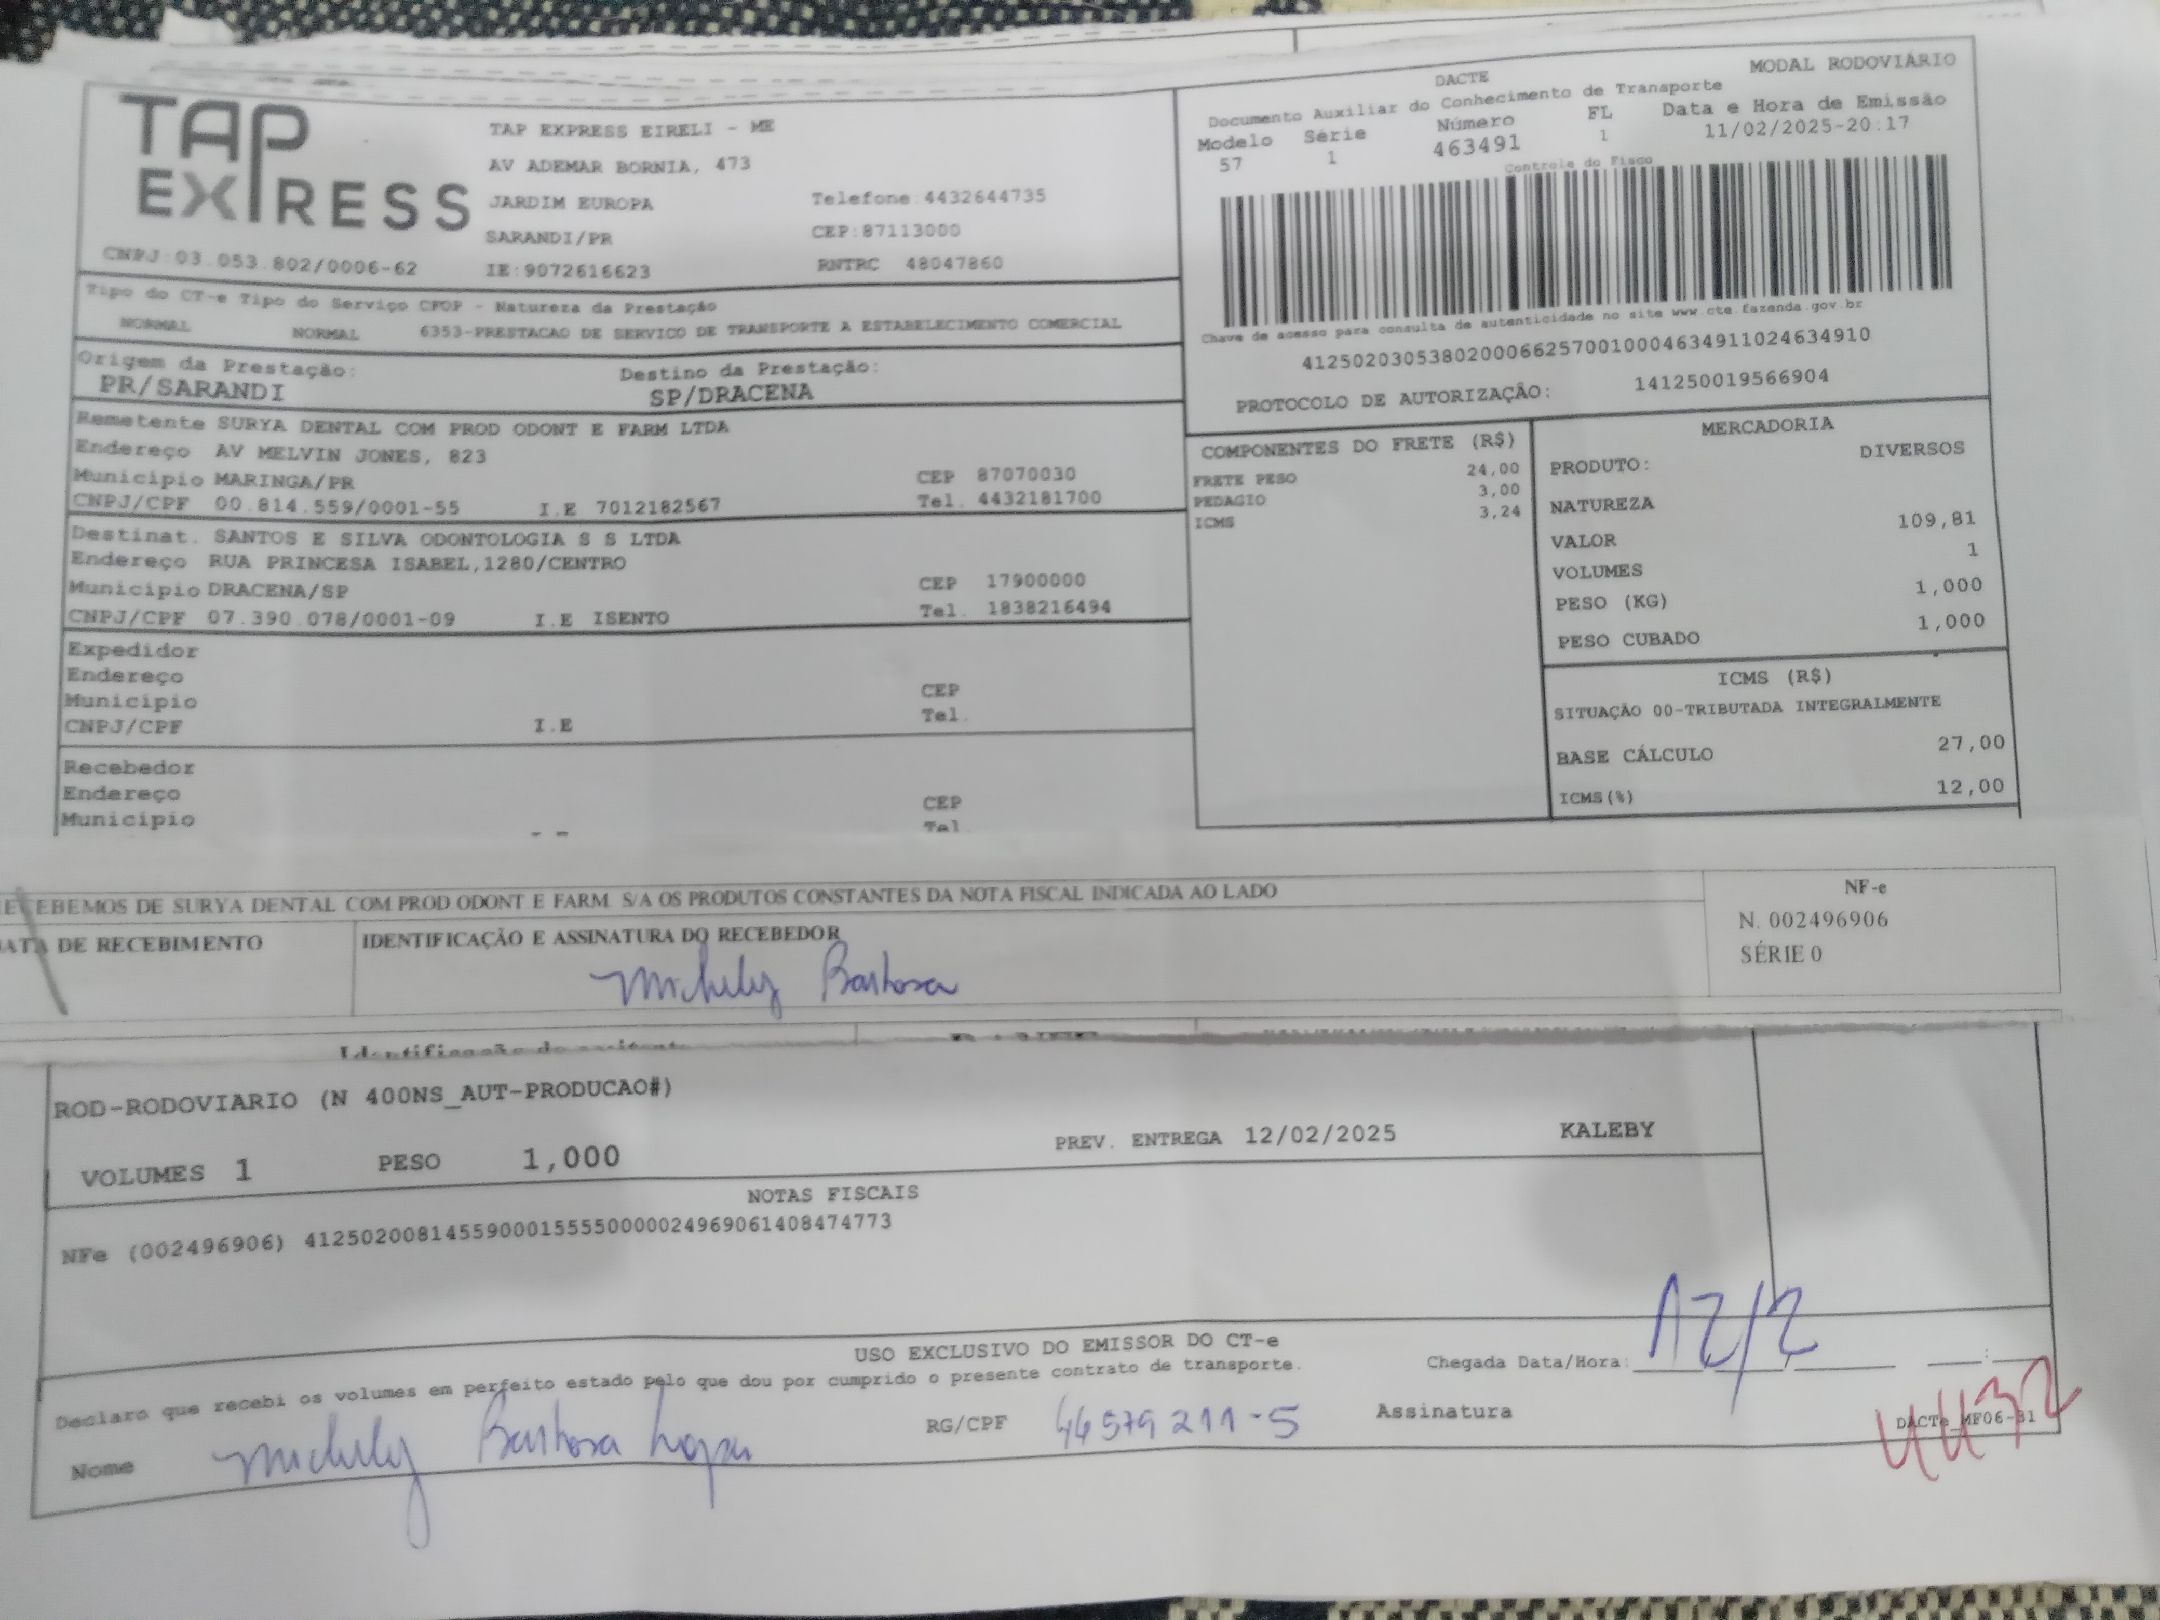 TAP
EXPRESS
CNPJ:03.053.802/0006-62
TAP EXPRESS EIRELI - ME
AV ADEMAR BORNIA, 473
JARDIM EUROPA Telefone:4432644735
SARANDI/PR CEP:87113000
IE:9072616623 RNTRC 48047860
DACTE MODAL RODOVIÁRIO
Documento Auxiliar do Conhecimento de Transporte
Modelo Série Número FL Data e Hora de Emissão
57 1 463491 1 11/02/2025-20:17
Controle do Fisco
Chave de acesso para consulta de autenticidade no site www.cte.fazenda.gov.br
41250203053802000662570010004634911024634910
PROTOCOLO DE AUTORIZAÇÃO: 141250019566904
Tipo do CT-e Tipo do Serviço CFOP - Natureza da Prestação
NORMAL NORMAL 6353-PRESTACAO DE SERVICO DE TRANSPORTE A ESTABELECIMENTO COMERCIAL
Origem da Prestação: Destino da Prestação:
PR/SARANDI SP/DRACENA
Remetente SURYA DENTAL COM PROD ODONT E FARM LTDA
Endereço AV MELVIN JONES, 823
Município MARINGA/PR CEP 87070030
CNPJ/CPF 00.814.559/0001-55 I.E 7012182567 Tel. 4432181700
Destinat. SANTOS E SILVA ODONTOLOGIA S S LTDA
Endereço RUA PRINCESA ISABEL,1280/CENTRO
Município DRACENA/SP CEP 17900000
CNPJ/CPF 07.390.078/0001-09 I.E ISENTO Tel. 1838216494
Expedidor
Endereço
Município CEP
CNPJ/CPF I.E Tel.
Recebedor
Endereço CEP
Município Tel
COMPONENTES DO FRETE (R$)
FRETE PESO 24,00
PEDAGIO 3,00
ICMS 3,24
MERCADORIA
PRODUTO: DIVERSOS
NATUREZA
VALOR 109,81
VOLUMES 1
PESO (KG) 1,000
PESO CUBADO 1,000
ICMS (R$)
SITUAÇÃO 00-TRIBUTADA INTEGRALMENTE
BASE CÁLCULO 27,00
ICMS(%) 12,00
EBEMOS DE SURYA DENTAL COM PROD ODONT E FARM S/A OS PRODUTOS CONSTANTES DA NOTA FISCAL INDICADA AO LADO
ATA DE RECEBIMENTO IDENTIFICAÇÃO E ASSINATURA DO RECEBEDOR
Michely Barbosa
NF-e
N. 002496906
SÉRIE 0
ROD-RODOVIARIO (N 400NS_AUT-PRODUCAO#)
VOLUMES 1 PESO 1,000 PREV. ENTREGA 12/02/2025 KALEBY
NOTAS FISCAIS
NFe (002496906) 41250200814559000155550000024969061408474773
USO EXCLUSIVO DO EMISSOR DO CT-e
Declaro que recebi os volumes em perfeito estado pelo que dou por cumprido o presente contrato de transporte. Chegada Data/Hora: 12/2
Nome Michely Barbosa Lopes RG/CPF 44579211-5 Assinatura DACTe_MF06-31
4432